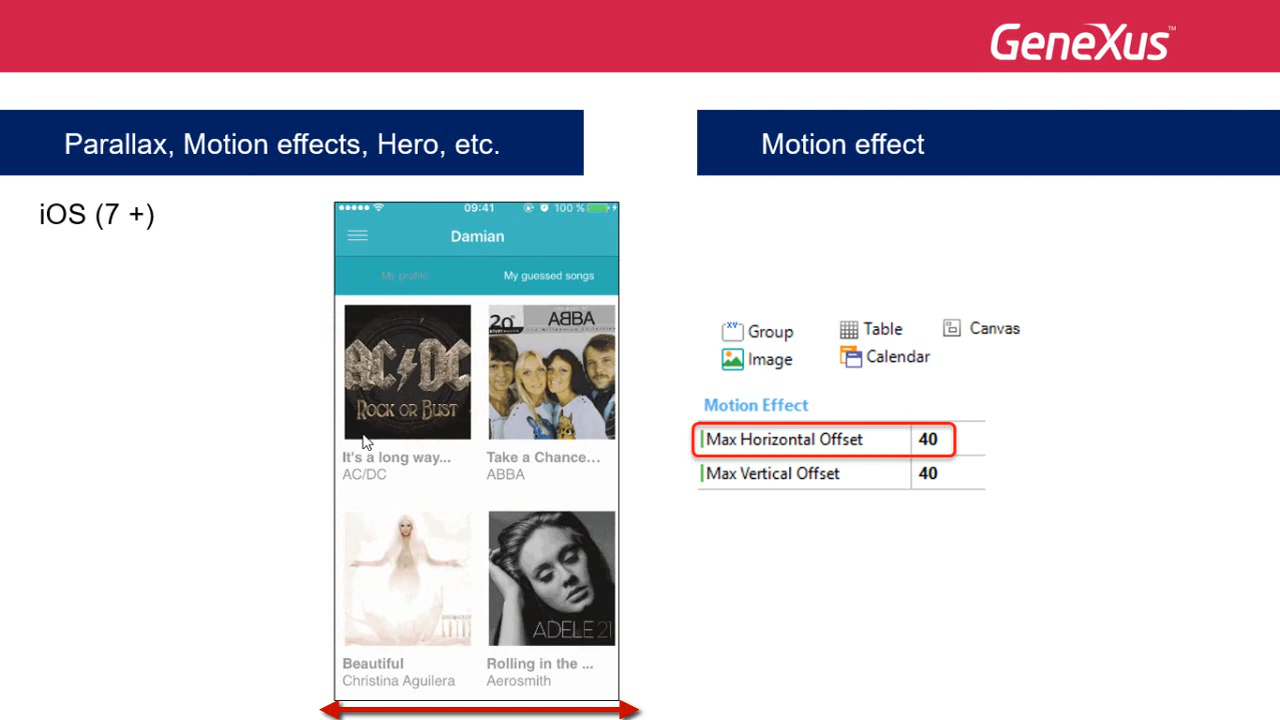 GeneXus™
Parallax, Motion effects, Hero, etc.
Motion effect
iOS (7 +)
09:41
100 %
Damian
My profile
My guessed songs
AC/DC
ROCK OR BUST
20
ABBA
It's a long way...
AC/DC
Take a Chance...
ABBA
ADELE 21
Beautiful
Christina Aguilera
Rolling in the ...
Aerosmith
Group
Table
Canvas
Image
Calendar
Motion Effect
Max Horizontal Offset 40
Max Vertical Offset 40